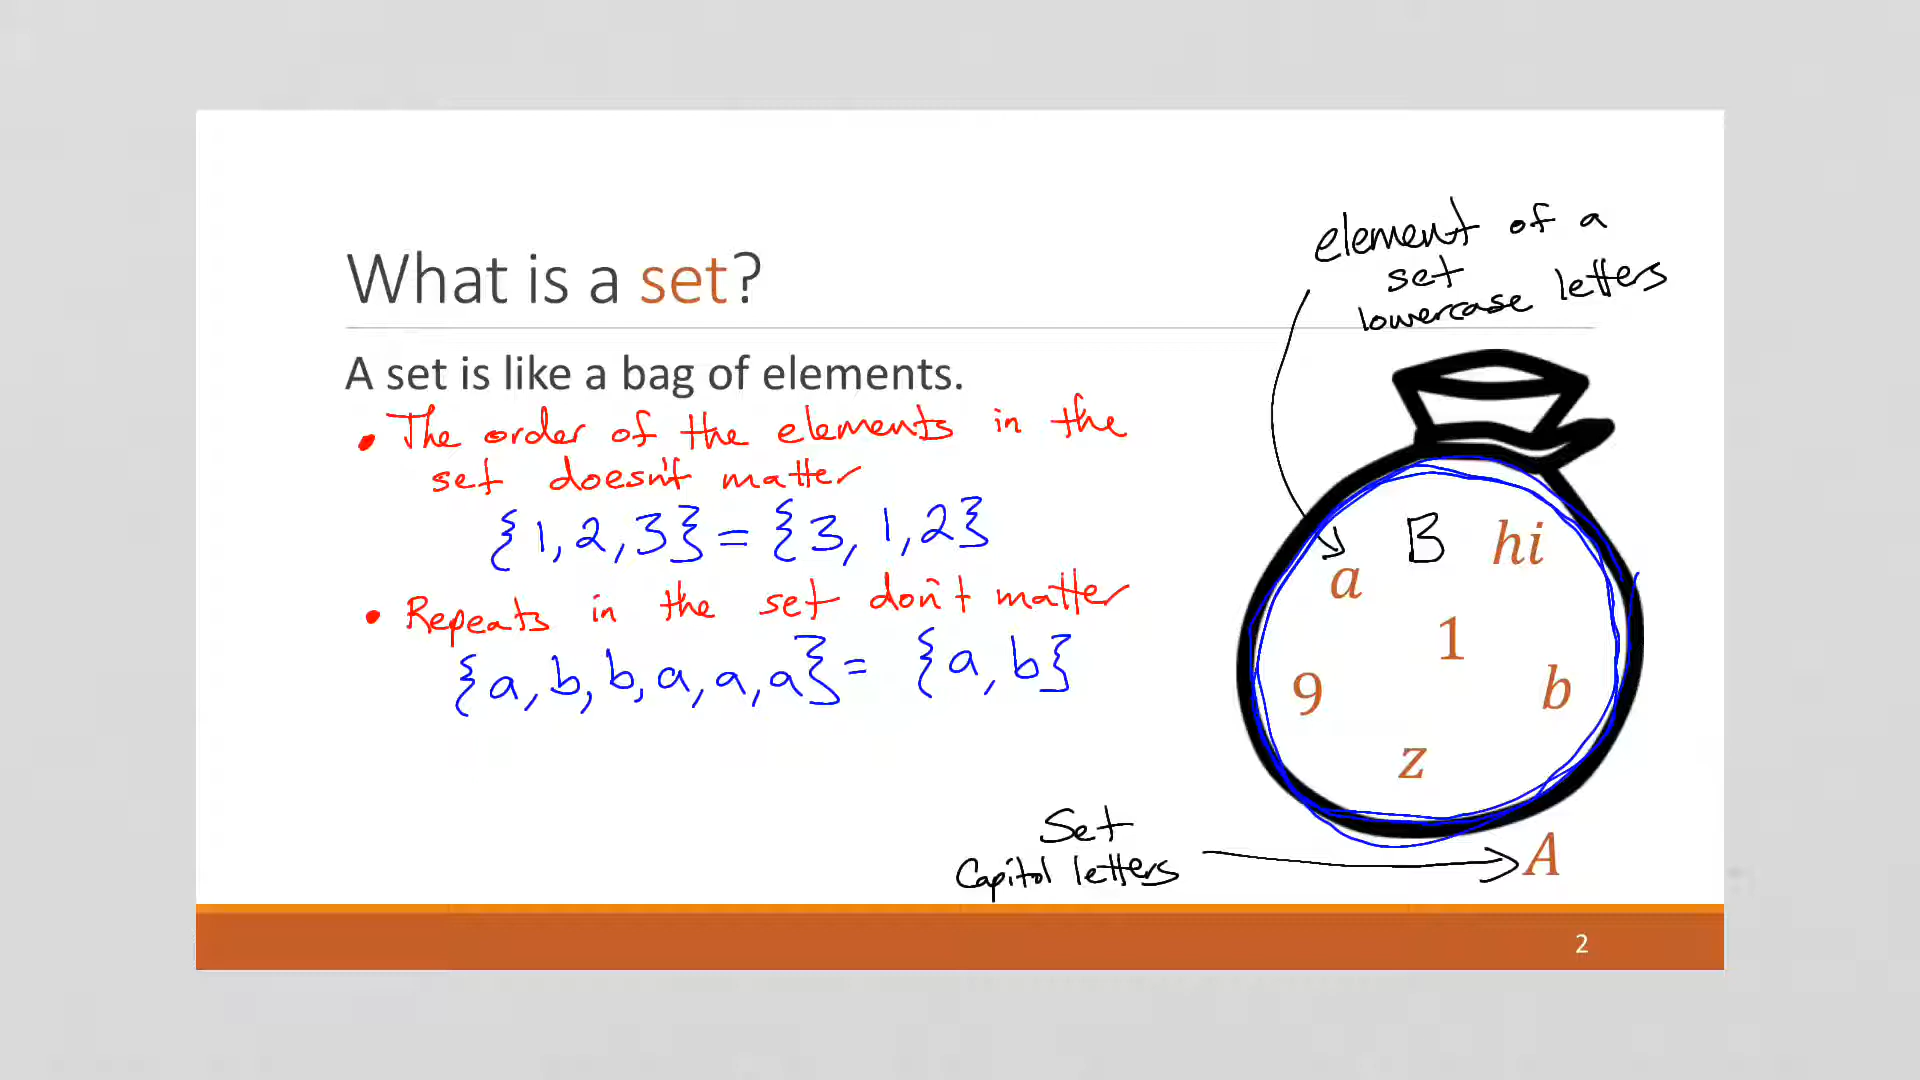 What is a set?
A set is like a bag of elements.
• The order of the elements in the
set doesn't matter
{1,2,3} = {3,1,2}
• Repeats in the set don't matter
{a,b,b,a,a,a} = {a,b}
element of a
set
lowercase letters
B hi
a
1
9 b
z
Set
Capitol letters
A
2